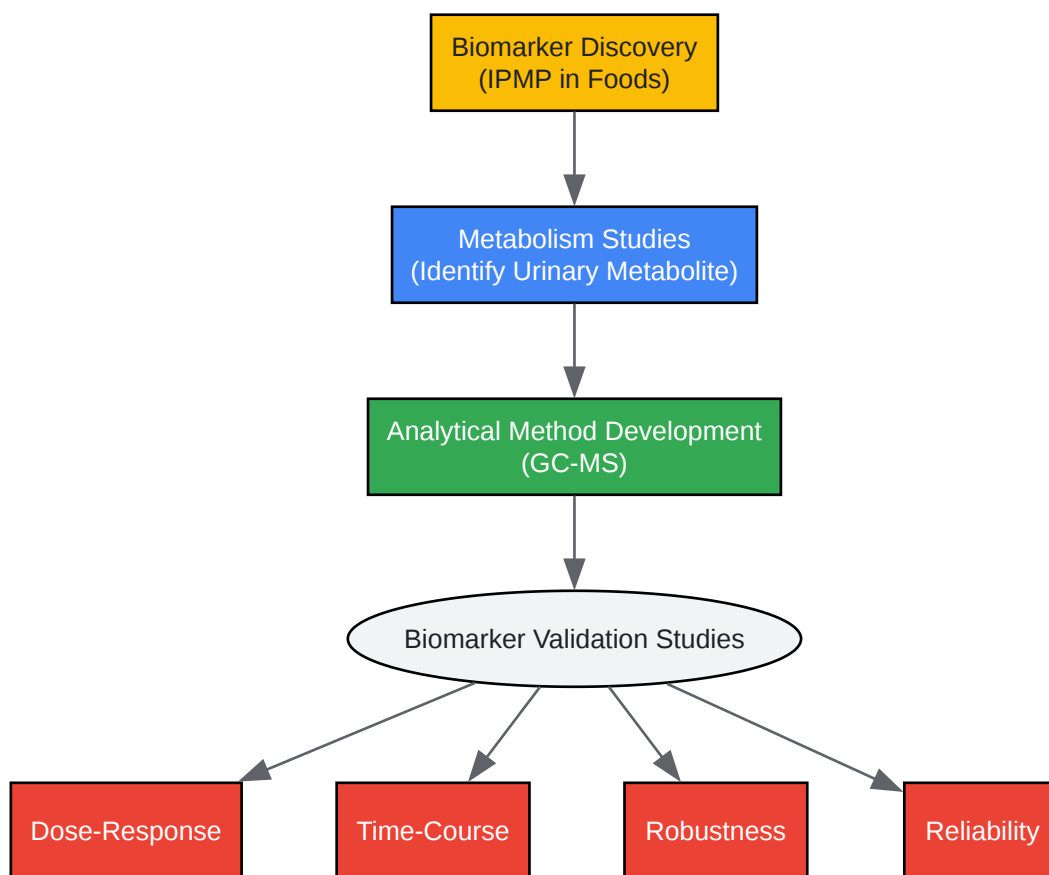 Biomarker Discovery
(IPMP in Foods)
Metabolism Studies
(Identify Urinary Metabolite)
Analytical Method Development
(GC-MS)
Biomarker Validation Studies
Dose-Response
Time-Course
Robustness
Reliability